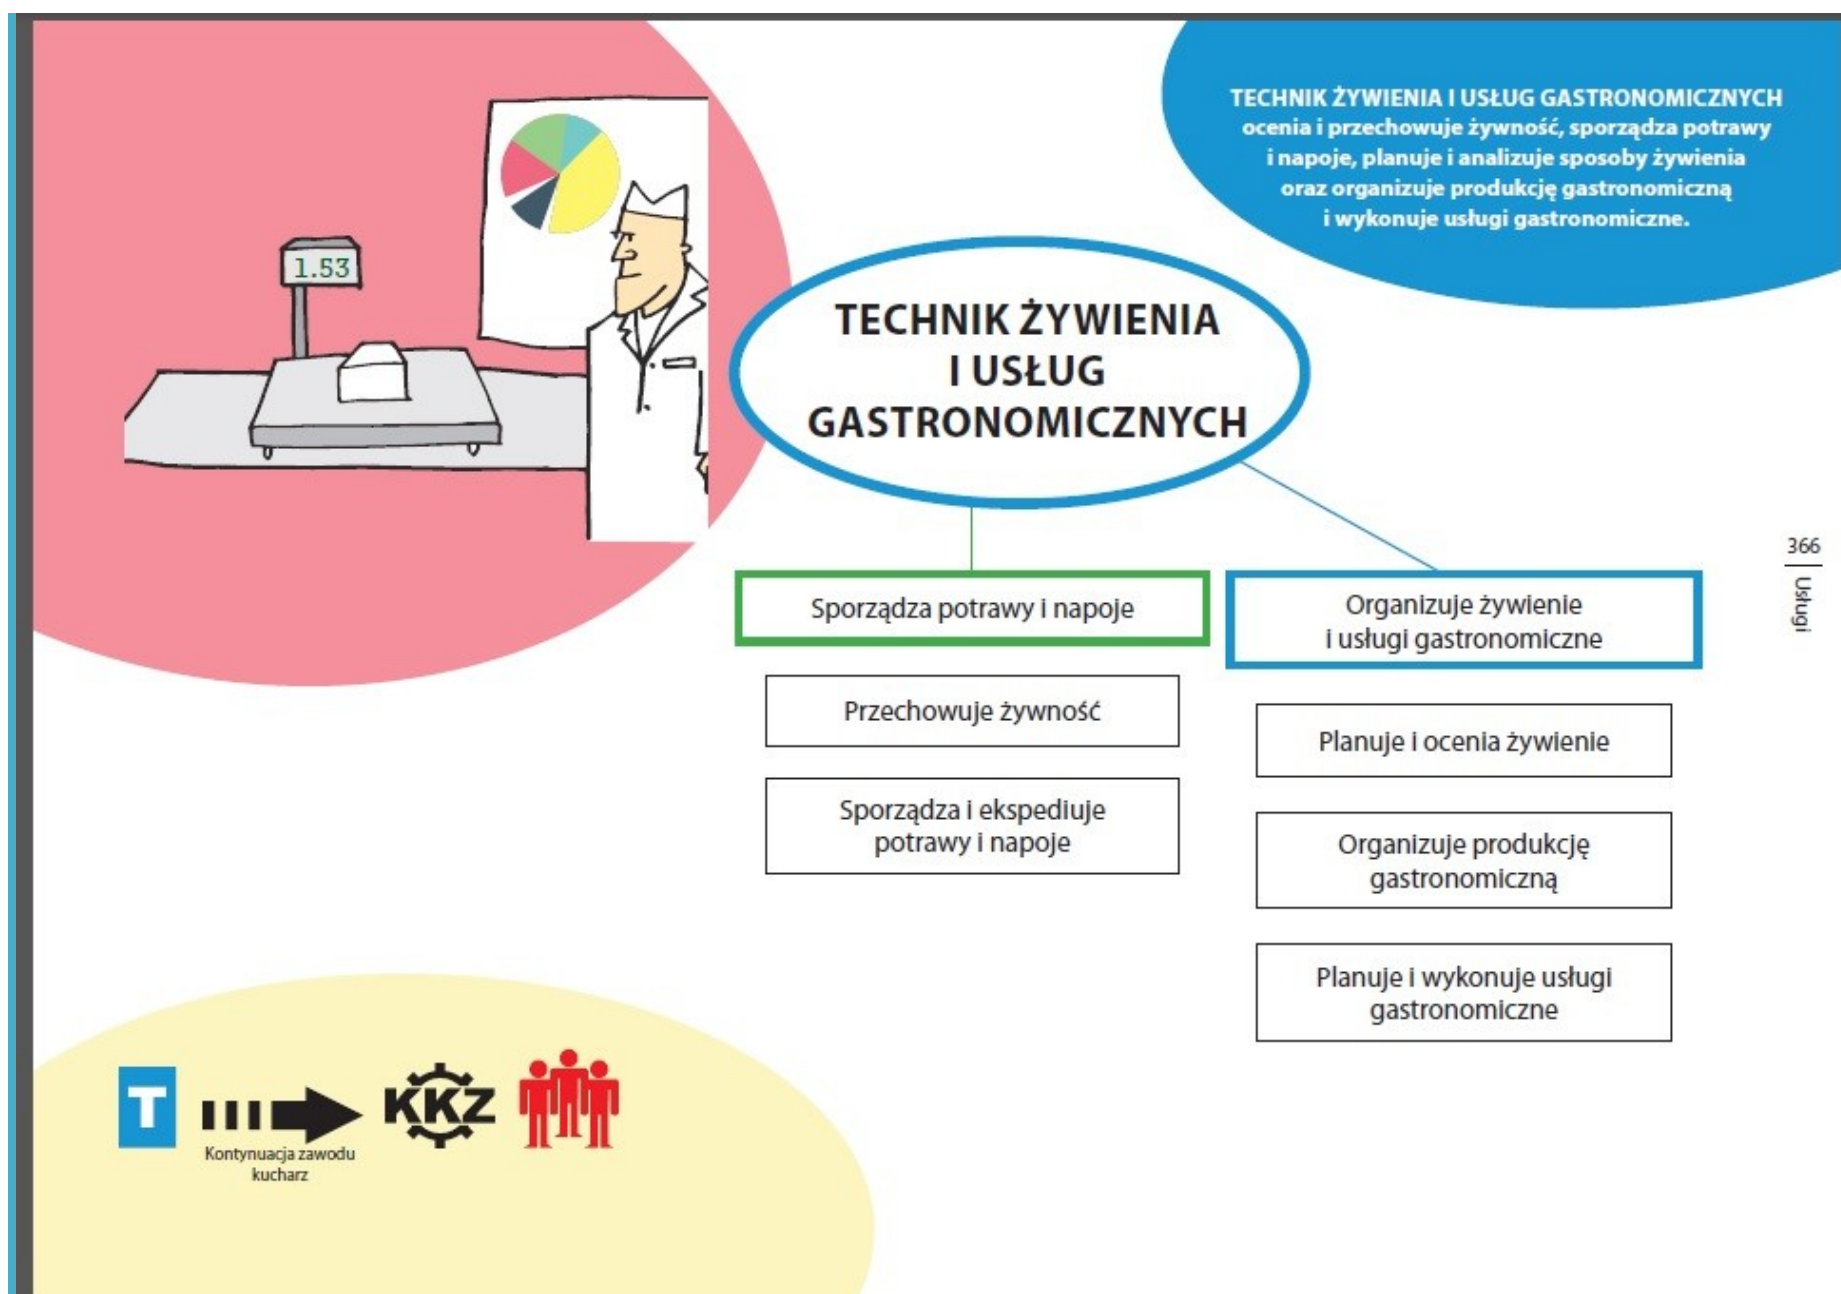 TECHNIK ŻYWIENIA I USŁUG GASTRONOMICZNYCH
ocenia i przechowuje żywność, sporządza potrawy
i napoje, planuje i analizuje sposoby żywienia
oraz organizuje produkcję gastronomiczną
i wykonuje usługi gastronomiczne.
1.53
TECHNIK ŻYWIENIA
I USŁUG
GASTRONOMICZNYCH
366
Usługi
Sporządza potrawy i napoje
Przechowuje żywność
Sporządza i ekspediuje
potrawy i napoje
Organizuje żywienie
i usługi gastronomiczne
Planuje i ocenia żywienie
Organizuje produkcję
gastronomiczną
Planuje i wykonuje usługi
gastronomiczne
T
Kontynuacja zawodu
kucharz
KKZ